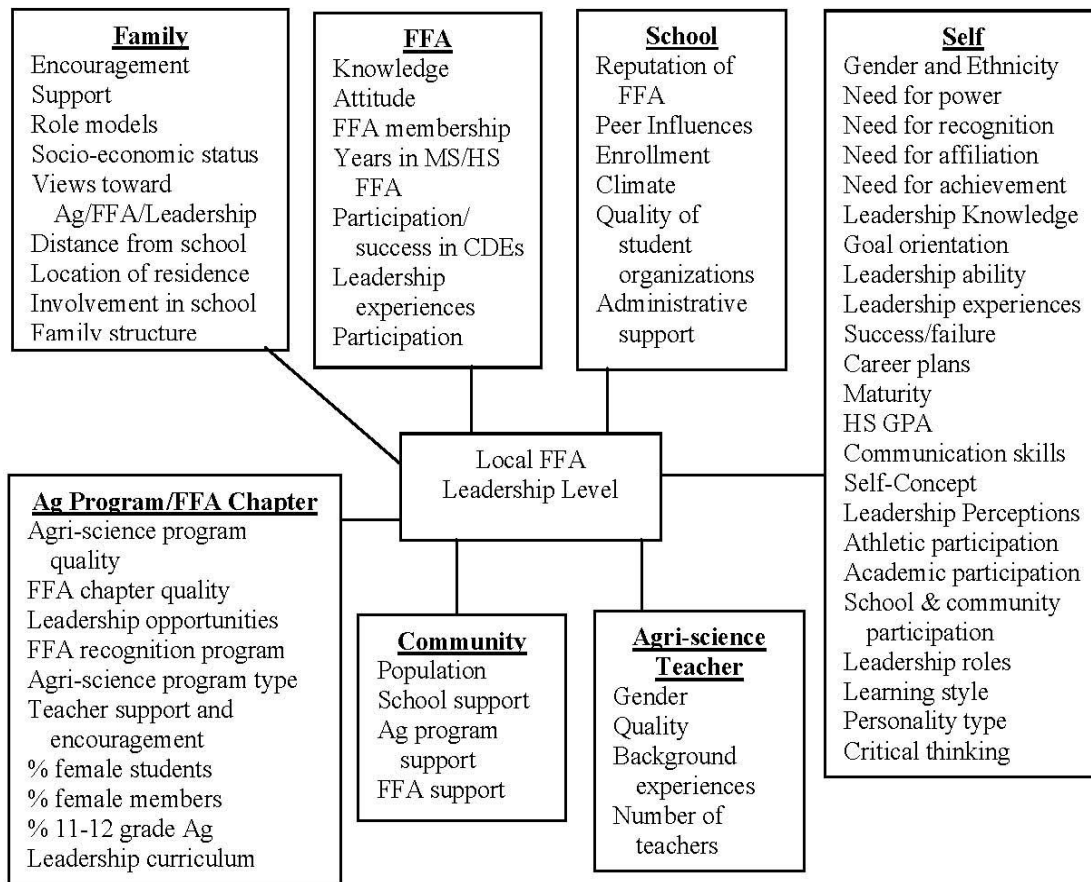 Family
Encouragement
Support
Role models
Socio-economic status
Views toward
Ag/FFA/Leadership
Distance from school
Location of residence
Involvement in school
Family structure
FFA
Knowledge
Attitude
FFA membership
Years in MS/HS
FFA
Participation/
success in CDEs
Leadership
experiences
Participation
School
Reputation of
FFA
Peer Influences
Enrollment
Climate
Quality of
student
organizations
Administrative
support
Self
Gender and Ethnicity
Need for power
Need for recognition
Need for affiliation
Need for achievement
Leadership Knowledge
Goal orientation
Leadership ability
Leadership experiences
Success/failure
Career plans
Maturity
HS GPA
Communication skills
Self-Concept
Leadership Perceptions
Athletic participation
Academic participation
School & community
participation
Leadership roles
Learning style
Personality type
Critical thinking
Local FFA
Leadership Level
Ag Program/FFA Chapter
Agri-science program
quality
FFA chapter quality
Leadership opportunities
FFA recognition program
Agri-science program type
Teacher support and
encouragement
% female students
% female members
% 11-12 grade Ag
Leadership curriculum
Community
Population
School support
Ag program
support
FFA support
Agri-science
Teacher
Gender
Quality
Background
experiences
Number of
teachers